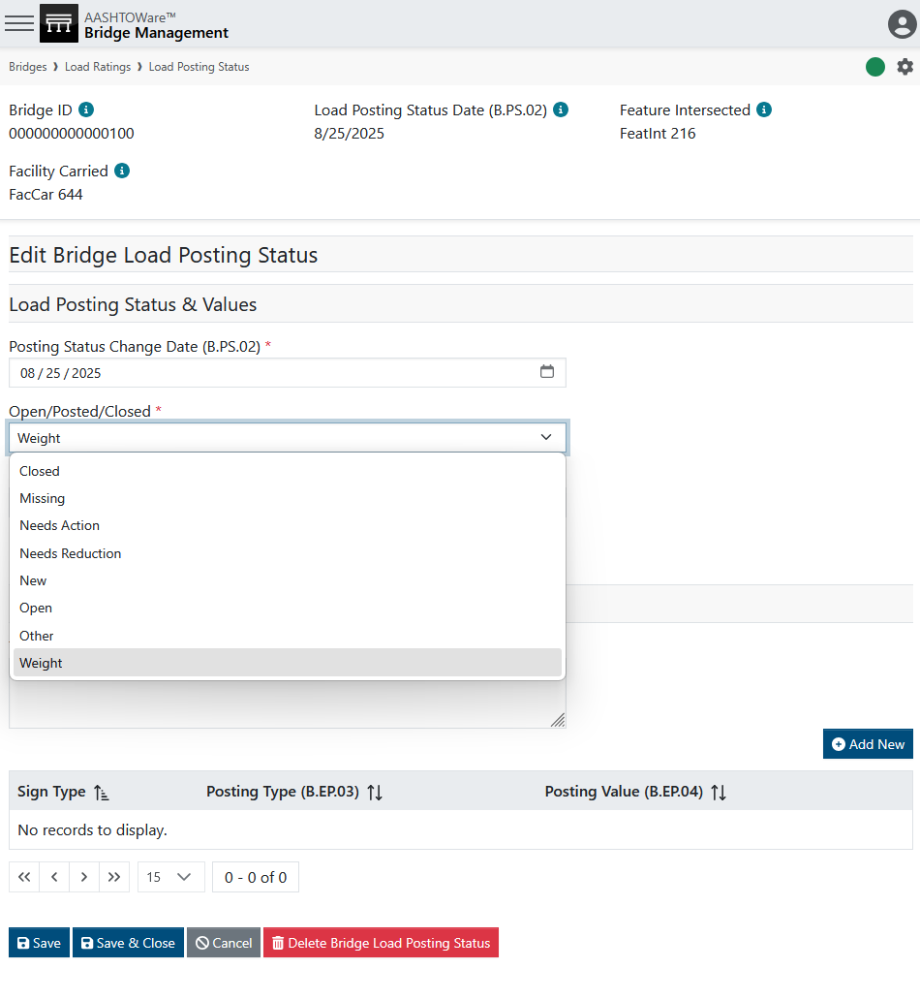 AASHTOWare™
Bridge Management
Bridges ❯ Load Ratings ❯ Load Posting Status
Bridge ID
000000000000100
Load Posting Status Date (B.PS.02)
8/25/2025
Feature Intersected
FeatInt 216
Facility Carried
FacCar 644
Edit Bridge Load Posting Status
Load Posting Status & Values
Posting Status Change Date (B.PS.02) *
08 / 25 / 2025
Open/Posted/Closed *
Weight
Closed
Missing
Needs Action
Needs Reduction
New
Open
Other
Weight
Add New
Sign Type Posting Type (B.EP.03) Posting Value (B.EP.04)
No records to display.
15 0 - 0 of 0
Save Save & Close Cancel Delete Bridge Load Posting Status